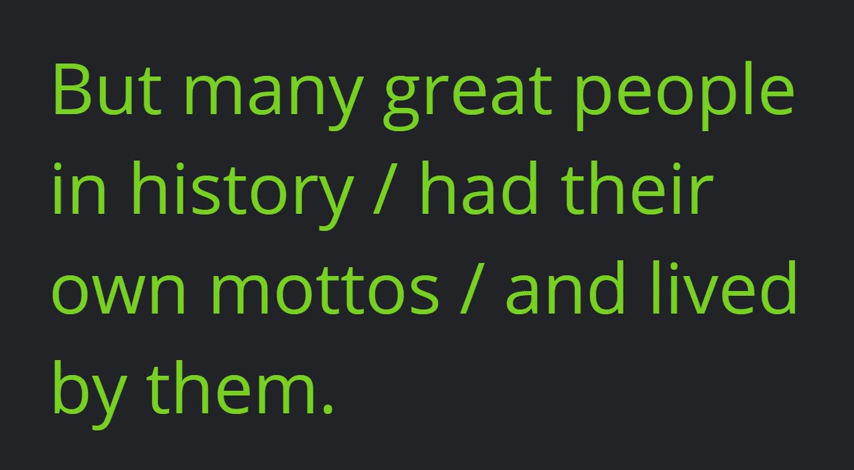 But many great people
in history / had their
own mottos / and lived
by them.